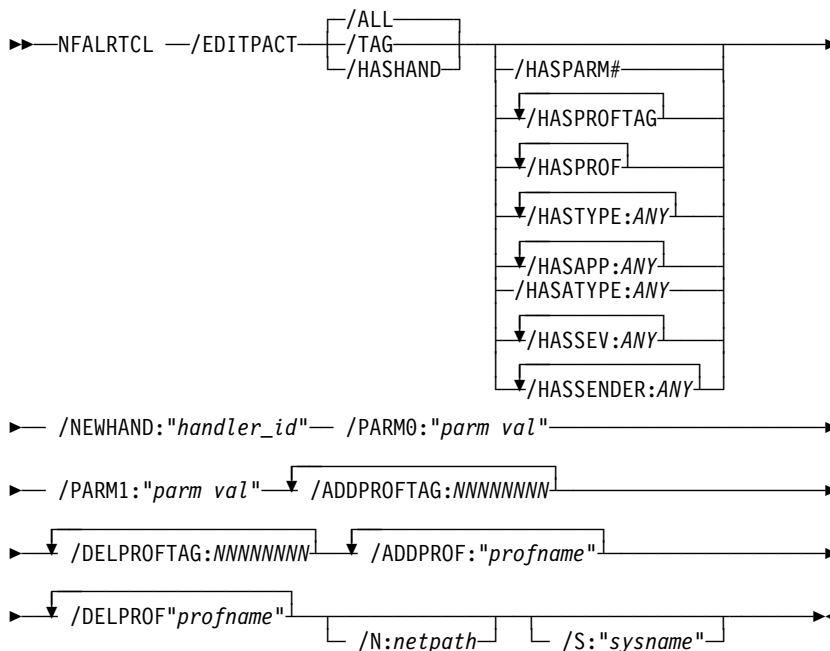 /ALL
NFALRTCL /EDITPACT /TAG
/HASHAND /HASPARM#
/HASPROFTAG
/HASPROF
/HASTYPE:ANY
/HASAPP:ANY
/HASATYPE:ANY
/HASSEV:ANY
/HASSENDER:ANY
/NEWHAND:"handler_id" /PARM0:"parm val"
/PARM1:"parm val" /ADDPROFTAG:NNNNNNNN
/DELPROFTAG:NNNNNNNN /ADDPROF:"profname"
/DELPROF"profname"
/N:netpath /S:"sysname"